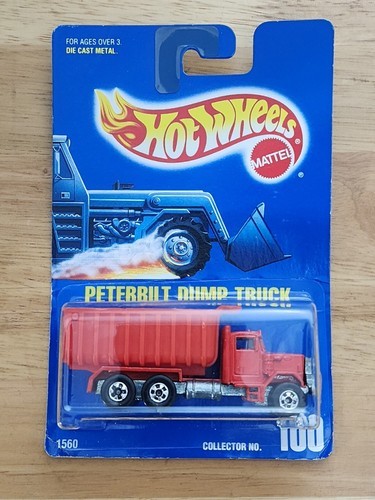 FOR AGES OVER 3.
DIE CAST METAL.
HOT WHEELS®
MATTEL®
PETERBILT DUMP TRUCK
1560
COLLECTOR NO.
100